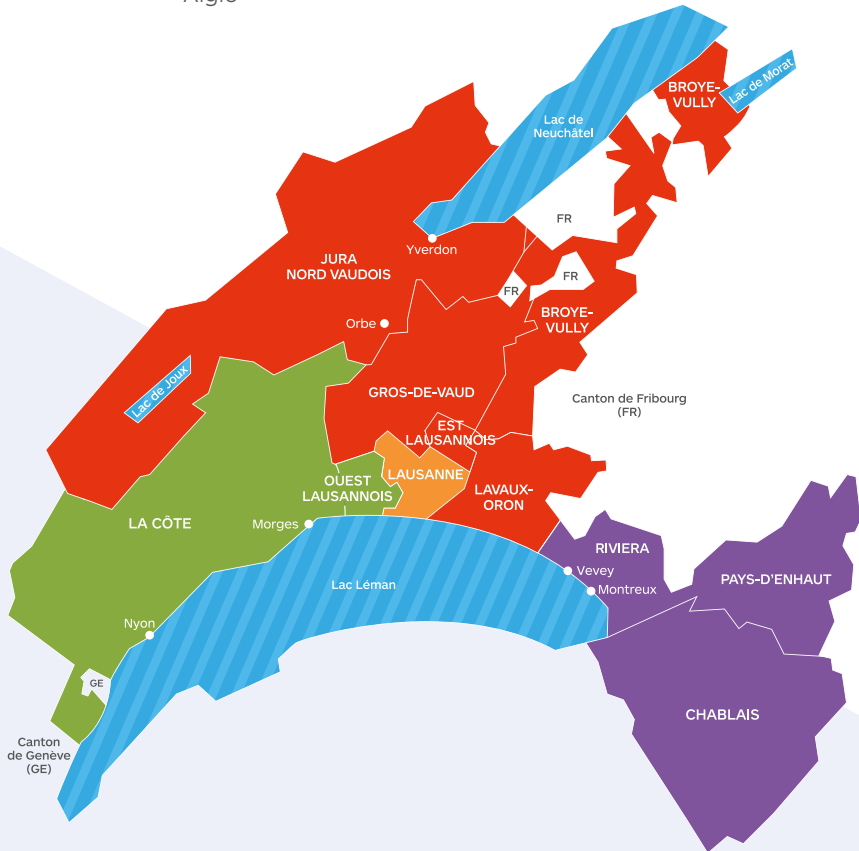 Aigle
BROYE-
VULLY
Lac de Morat
Lac de
Neuchâtel
FR
Yverdon
JURA
NORD VAUDOIS
FR
FR
BROYE-
VULLY
Orbe
Lac de Joux
GROS-DE-VAUD
Canton de Fribourg
(FR)
EST
LAUSANNOIS
LAUSANNE
OUEST
LAUSANNOIS
LAVAUX-
ORON
LA CÔTE
Morges
RIVIERA
Vevey
PAYS-D'ENHAUT
Lac Léman
Montreux
Nyon
GE
CHABLAIS
Canton
de Genève
(GE)